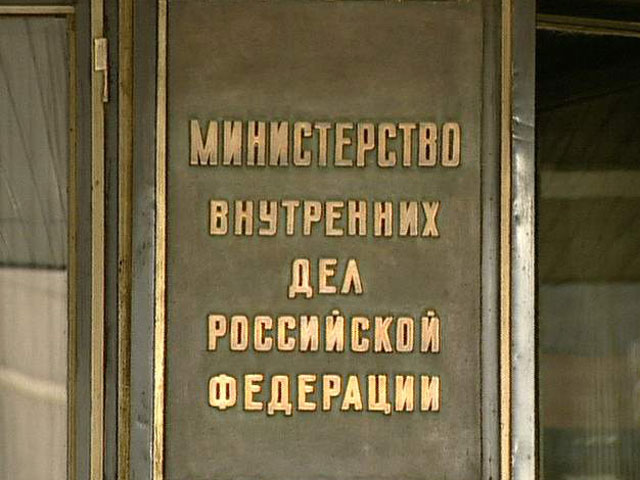 МИНИСТЕРСТВО
ВНУТРЕННИХ
ДЕЛ
РОССИЙСКОЙ
ФЕДЕРАЦИИ